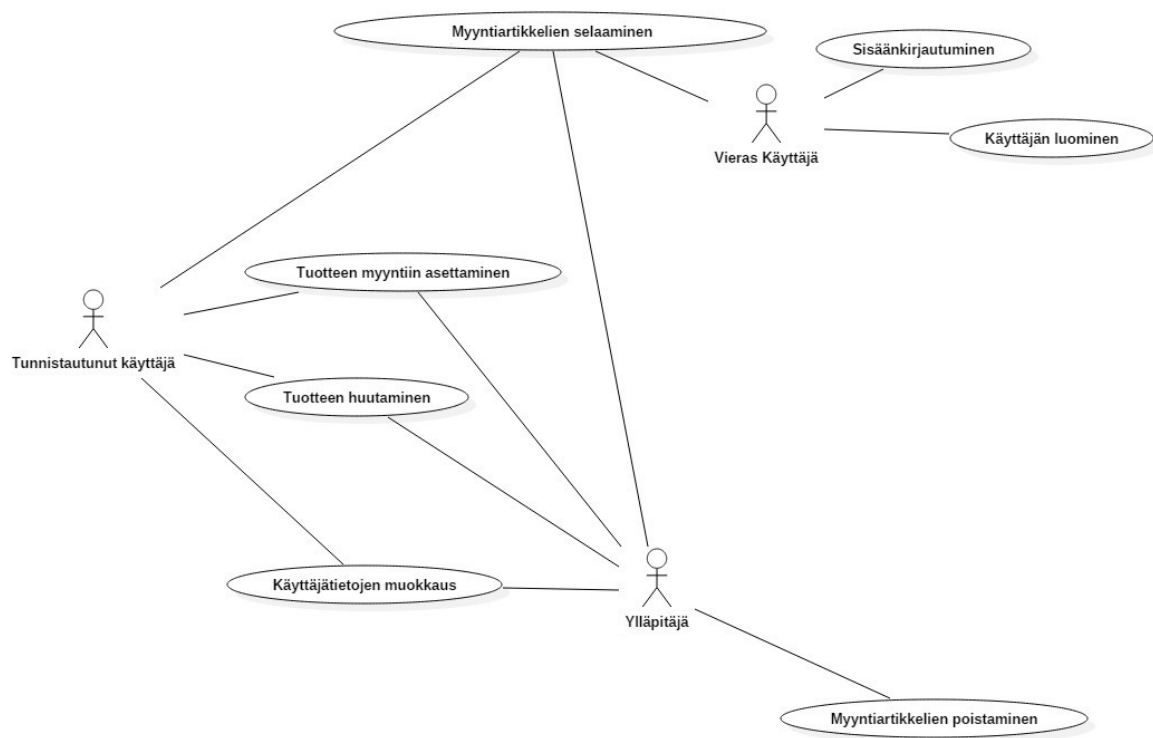 Myyntiartikkelien selaaminen
Sisäänkirjautuminen
Käyttäjän luominen
Vieras Käyttäjä
Tuotteen myyntiin asettaminen
Tunnistautunut käyttäjä
Tuotteen huutaminen
Käyttäjätietojen muokkaus
Ylläpitäjä
Myyntiartikkelien poistaminen